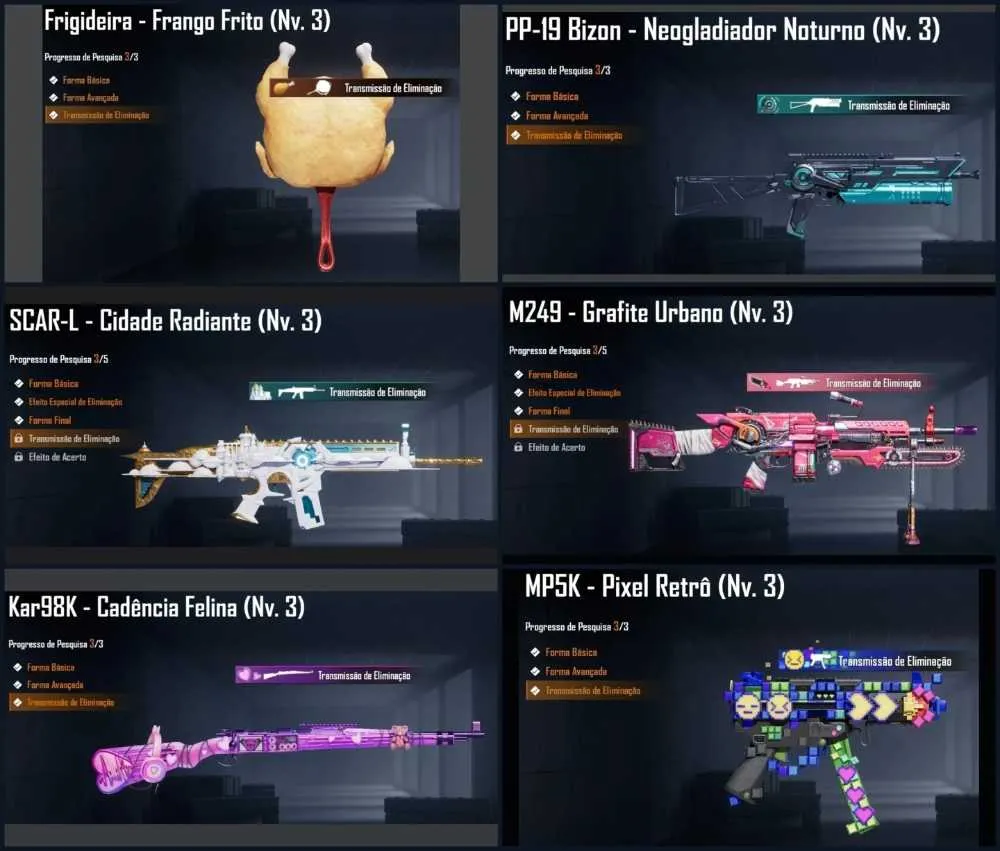 Frigideira - Frango Frito (Nv. 3)
Progresso de Pesquisa 3/3
Forma Básica
Forma Avançada
Transmissão de Eliminação
Transmissão de Eliminação
PP-19 Bizon - Neogladiador Noturno (Nv. 3)
Progresso de Pesquisa 3/3
Forma Básica
Forma Avançada
Transmissão de Eliminação
Transmissão de Eliminação
SCAR-L - Cidade Radiante (Nv. 3)
Progresso de Pesquisa 3/5
Forma Básica
Efeito Especial de Eliminação
Forma Final
Transmissão de Eliminação
Efeito de Acerto
Transmissão de Eliminação
M249 - Grafite Urbano (Nv. 3)
Progresso de Pesquisa 3/5
Forma Básica
Efeito Especial de Eliminação
Forma Final
Transmissão de Eliminação
Efeito de Acerto
Transmissão de Eliminação
Kar98K - Cadência Felina (Nv. 3)
Progresso de Pesquisa 3/3
Forma Básica
Forma Avançada
Transmissão de Eliminação
Transmissão de Eliminação
MP5K - Pixel Retrô (Nv. 3)
Progresso de Pesquisa 3/3
Forma Básica
Forma Avançada
Transmissão de Eliminação
Transmissão de Eliminação